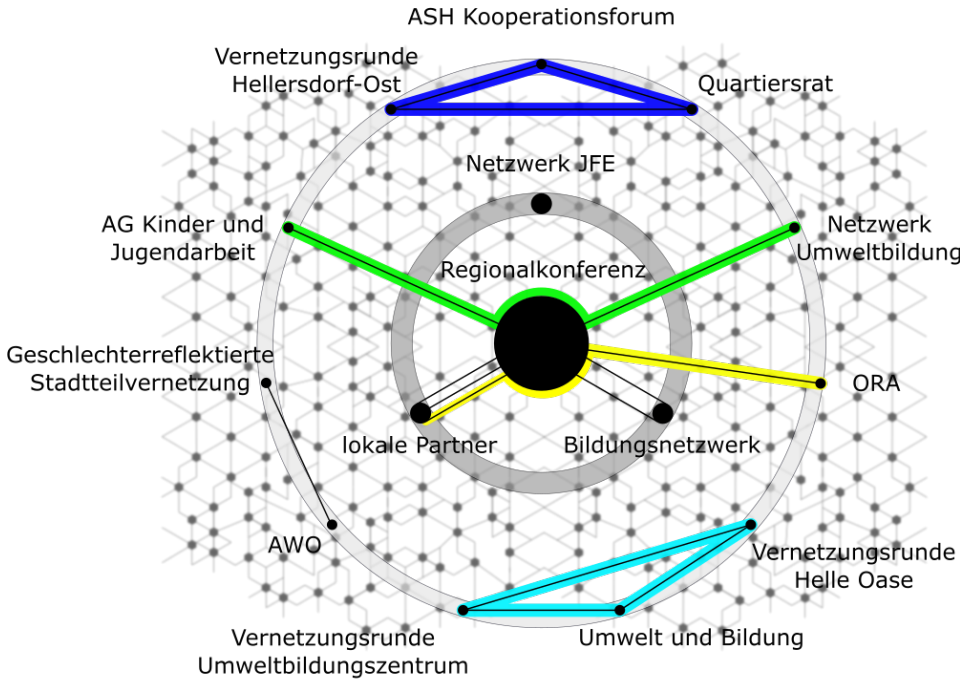 ASH Kooperationsforum
Vernetzungsrunde
Hellersdorf-Ost
Quartiersrat
Netzwerk JFE
AG Kinder und
Jugendarbeit
Netzwerk
Umweltbildung
Regionalkonferenz
Geschlechterreflektierte
Stadtteilvernetzung
ORA
lokale Partner
Bildungsnetzwerk
AWO
Vernetzungsrunde
Helle Oase
Vernetzungsrunde
Umweltbildungszentrum
Umwelt und Bildung